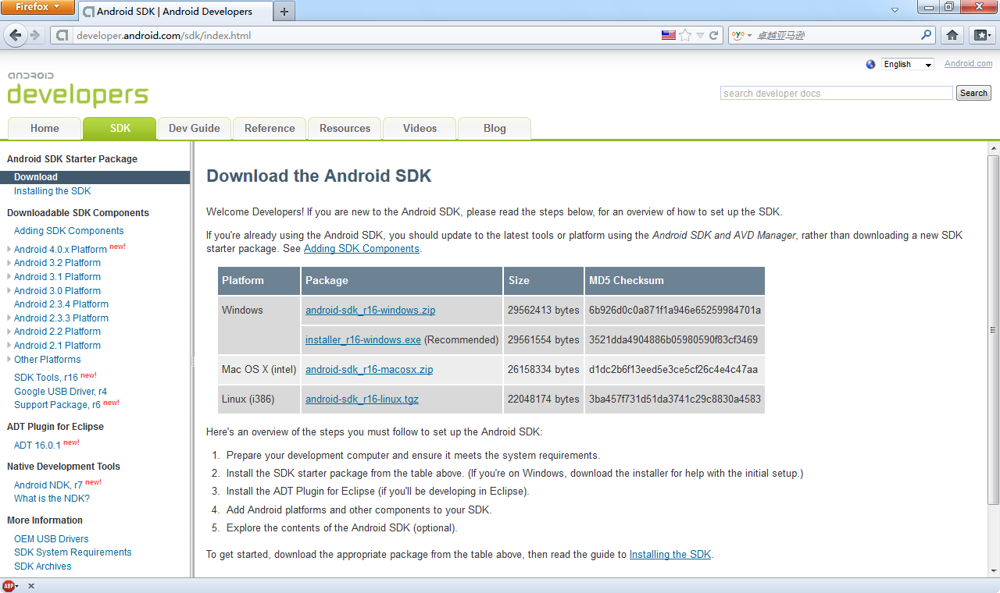 Firefox
Android SDK | Android Developers
developer.android.com/sdk/index.html
卓越亚马逊
English
Android.com
android
developers
search developer docs
Search
Home
SDK
Dev Guide
Reference
Resources
Videos
Blog
Android SDK Starter Package
Download
Installing the SDK
Downloadable SDK Components
Adding SDK Components
Android 4.0.x Platform new!
Android 3.2 Platform
Android 3.1 Platform
Android 3.0 Platform
Android 2.3.4 Platform
Android 2.3.3 Platform
Android 2.2 Platform
Android 2.1 Platform
Other Platforms
SDK Tools, r16 new!
Google USB Driver, r4
Support Package, r6 new!
ADT Plugin for Eclipse
ADT 16.0.1 new!
Native Development Tools
Android NDK, r7 new!
What is the NDK?
More Information
OEM USB Drivers
SDK System Requirements
SDK Archives
Download the Android SDK
Welcome Developers! If you are new to the Android SDK, please read the steps below, for an overview of how to set up the SDK.
If you're already using the Android SDK, you should update to the latest tools or platform using the Android SDK and AVD Manager, rather than downloading a new SDK
starter package. See Adding SDK Components.
Platform Package Size MD5 Checksum
Windows android-sdk_r16-windows.zip 29562413 bytes 6b926d0c0a871f1a946e65259984701a
installer_r16-windows.exe (Recommended) 29561554 bytes 3521dda4904886b05980590f83cf3469
Mac OS X (intel) android-sdk_r16-macosx.zip 26158334 bytes d1dc2b6f13eed5e3ce5cf26c4e4c47aa
Linux (i386) android-sdk_r16-linux.tgz 22048174 bytes 3ba457f731d51da3741c29c8830a4583
Here's an overview of the steps you must follow to set up the Android SDK:
1. Prepare your development computer and ensure it meets the system requirements.
2. Install the SDK starter package from the table above. (If you're on Windows, download the installer for help with the initial setup.)
3. Install the ADT Plugin for Eclipse (if you'll be developing in Eclipse).
4. Add Android platforms and other components to your SDK.
5. Explore the contents of the Android SDK (optional).
To get started, download the appropriate package from the table above, then read the guide to Installing the SDK.
ABP